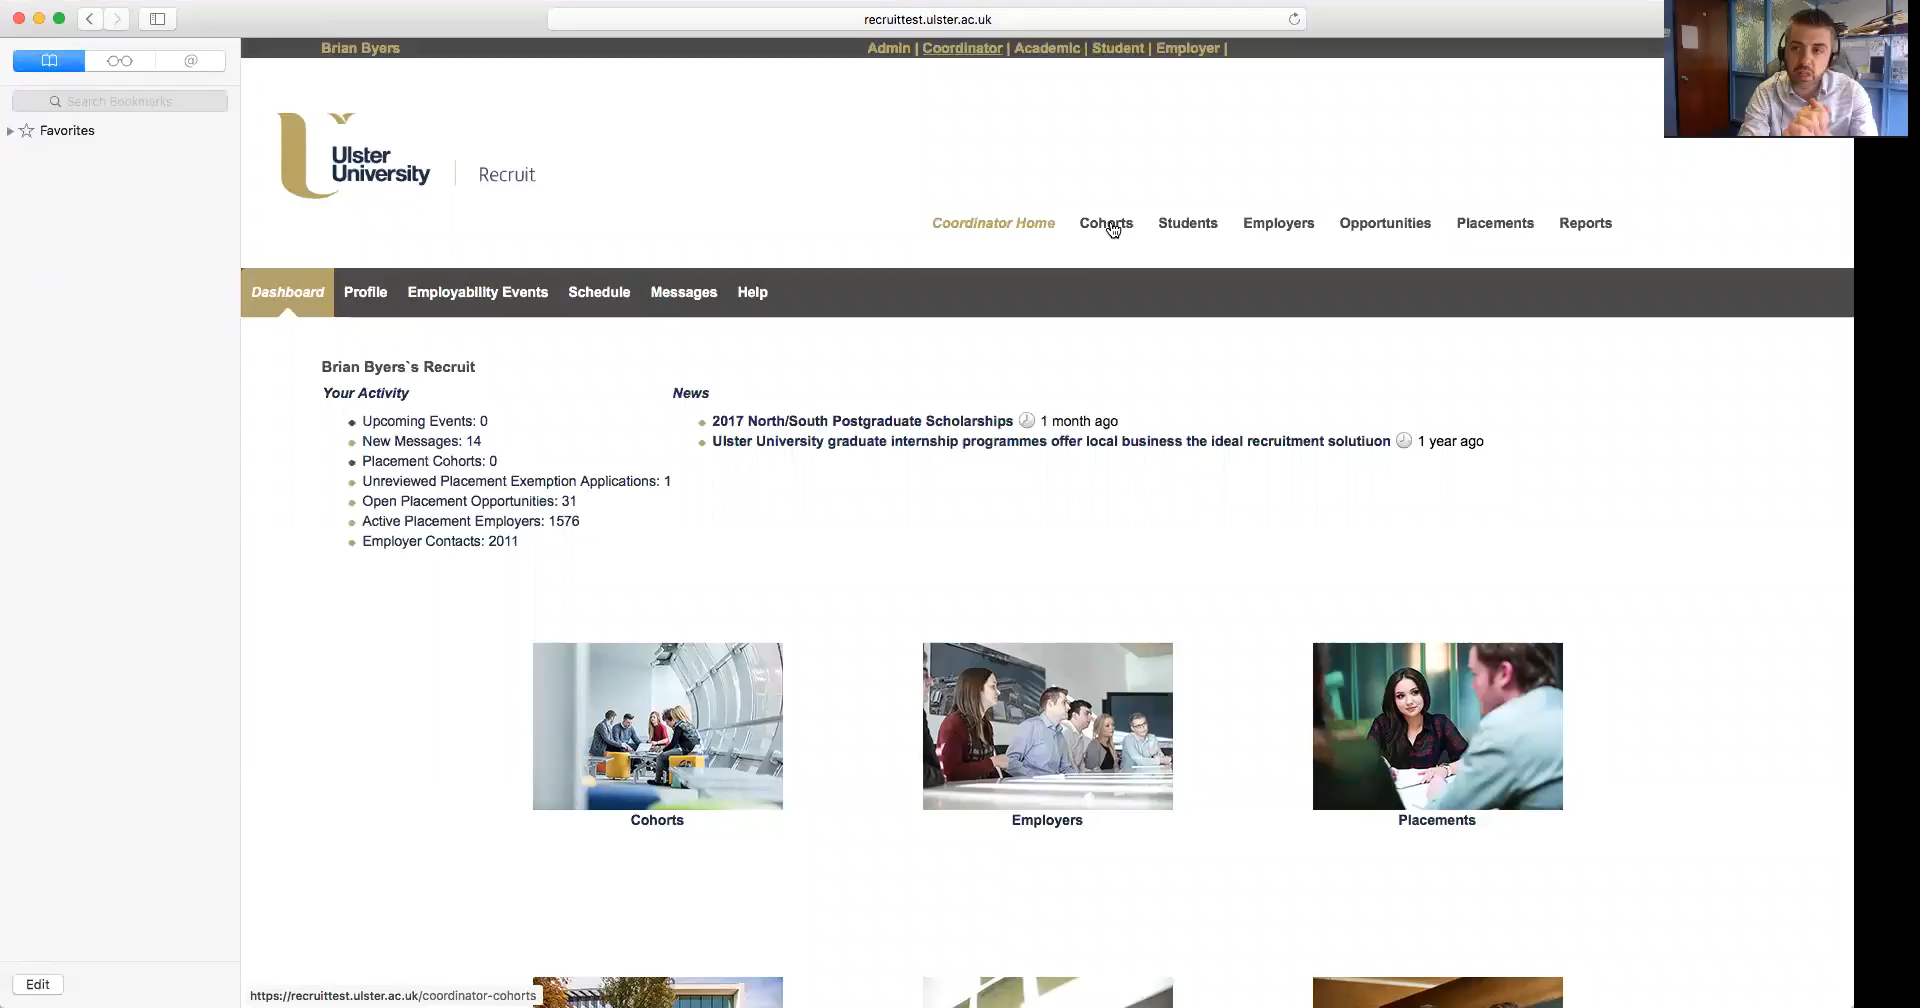 recruittest.ulster.ac.uk
Brian Byers
Admin | Coordinator | Academic | Student | Employer |
Search Bookmarks
Favorites
Ulster
University
Recruit
Coordinator Home Cohorts Students Employers Opportunities Placements Reports
Dashboard Profile Employability Events Schedule Messages Help
Brian Byers`s Recruit
Your Activity
Upcoming Events: 0
New Messages: 14
Placement Cohorts: 0
Unreviewed Placement Exemption Applications: 1
Open Placement Opportunities: 31
Active Placement Employers: 1576
Employer Contacts: 2011
News
2017 North/South Postgraduate Scholarships 1 month ago
Ulster University graduate internship programmes offer local business the ideal recruitment solutiuon 1 year ago
Cohorts
Employers
Placements
Edit
https://recruittest.ulster.ac.uk/coordinator-cohorts